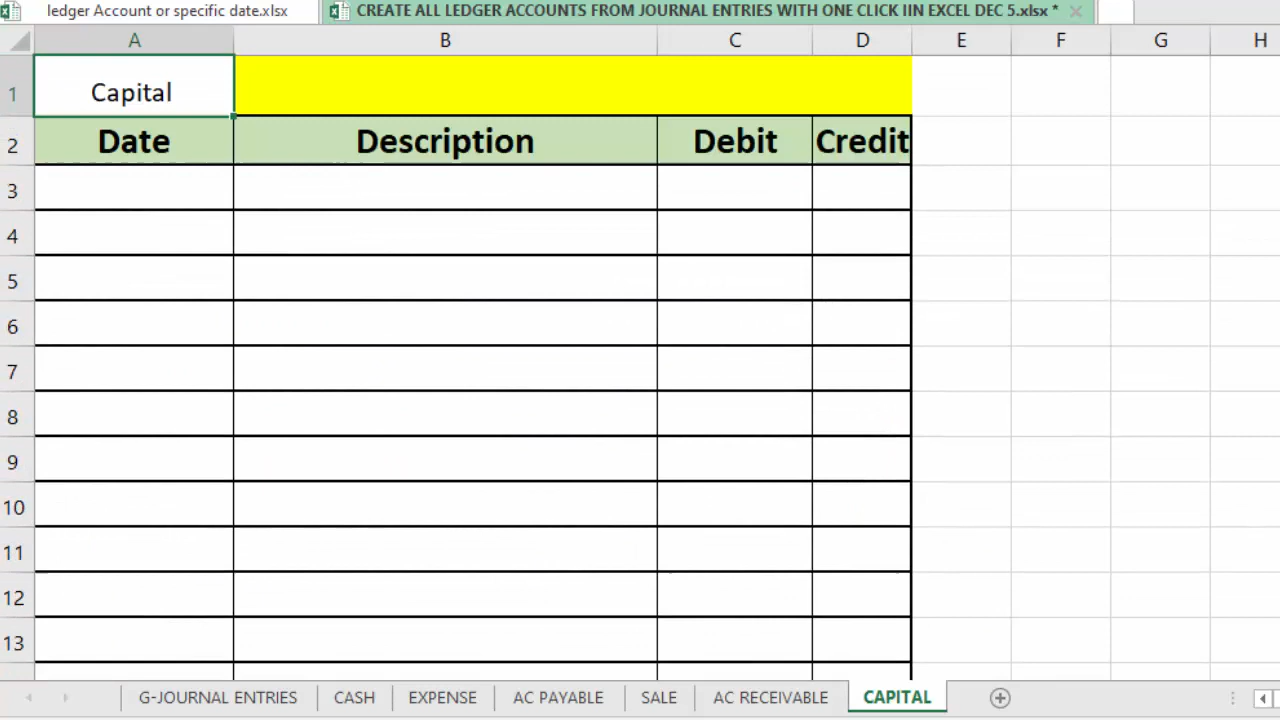 ledger Account or specific date.xlsx
CREATE ALL LEDGER ACCOUNTS FROM JOURNAL ENTRIES WITH ONE CLICK IIN EXCEL DEC 5.xlsx *
A B C D E F G H
1 Capital
2 Date Description Debit Credit
3
4
5
6
7
8
9
10
11
12
13
G-JOURNAL ENTRIES CASH EXPENSE AC PAYABLE SALE AC RECEIVABLE CAPITAL